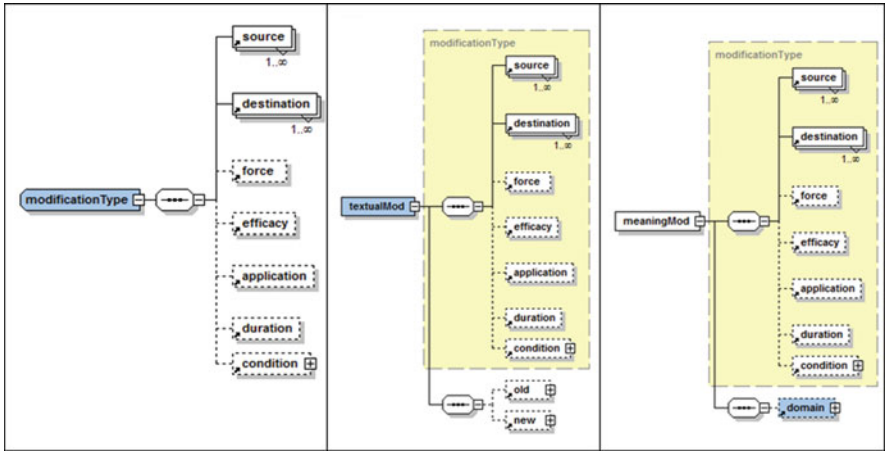 source
1..∞
destination
1..∞
force
modificationType
efficacy
application
duration
condition
modificationType
source
1..∞
destination
1..∞
force
textualMod
efficacy
application
duration
condition
old
new
modificationType
source
1..∞
destination
1..∞
force
meaningMod
efficacy
application
duration
condition
domain